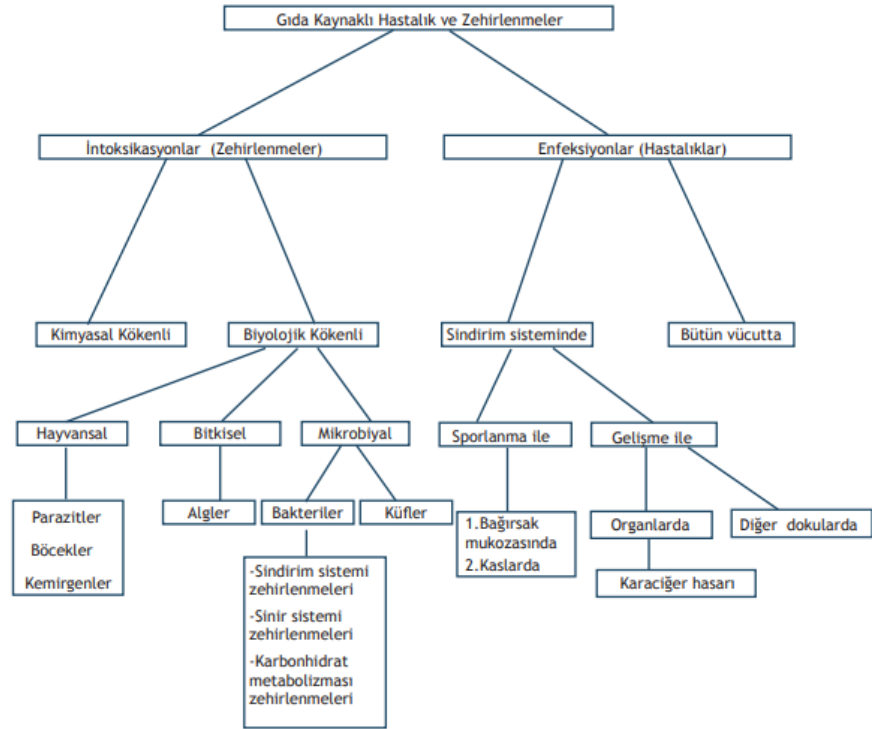 Gıda Kaynaklı Hastalık ve Zehirlenmeler
İntoksikasyonlar (Zehirlenmeler)
Enfeksiyonlar (Hastalıklar)
Kimyasal Kökenli
Biyolojik Kökenli
Sindirim sisteminde
Bütün vücutta
Hayvansal
Bitkisel
Mikrobiyal
Sporlanma ile
Gelişme ile
Parazitler
Böcekler
Kemirgenler
Algler
Bakteriler
Küfler
1.Bağırsak
mukozasında
2.Kaslarda
Organlarda
Diğer dokularda
Karaciğer hasarı
-Sindirim sistemi
zehirlenmeleri
-Sinir sistemi
zehirlenmeleri
-Karbonhidrat
metabolizması
zehirlenmeleri